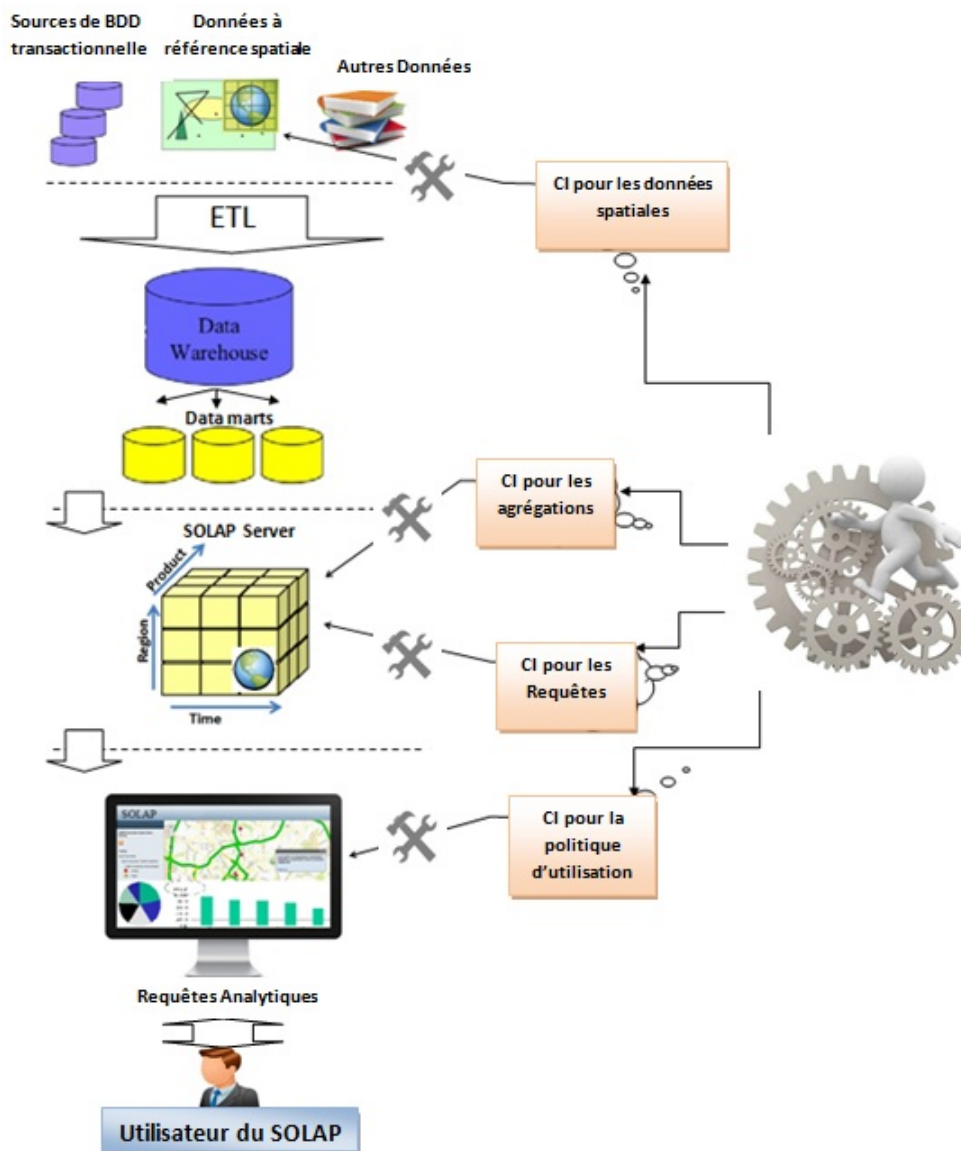 Sources de BDD
transactionnelle
Données à
référence spatiale
Autres Données
CI pour les données
spatiales
ETL
Data
Warehouse
Data marts
CI pour les
agrégations
SOLAP Server
Product
Region
Time
CI pour les
Requêtes
SOLAP
CI pour la
politique
d'utilisation
Requêtes Analytiques
Utilisateur du SOLAP